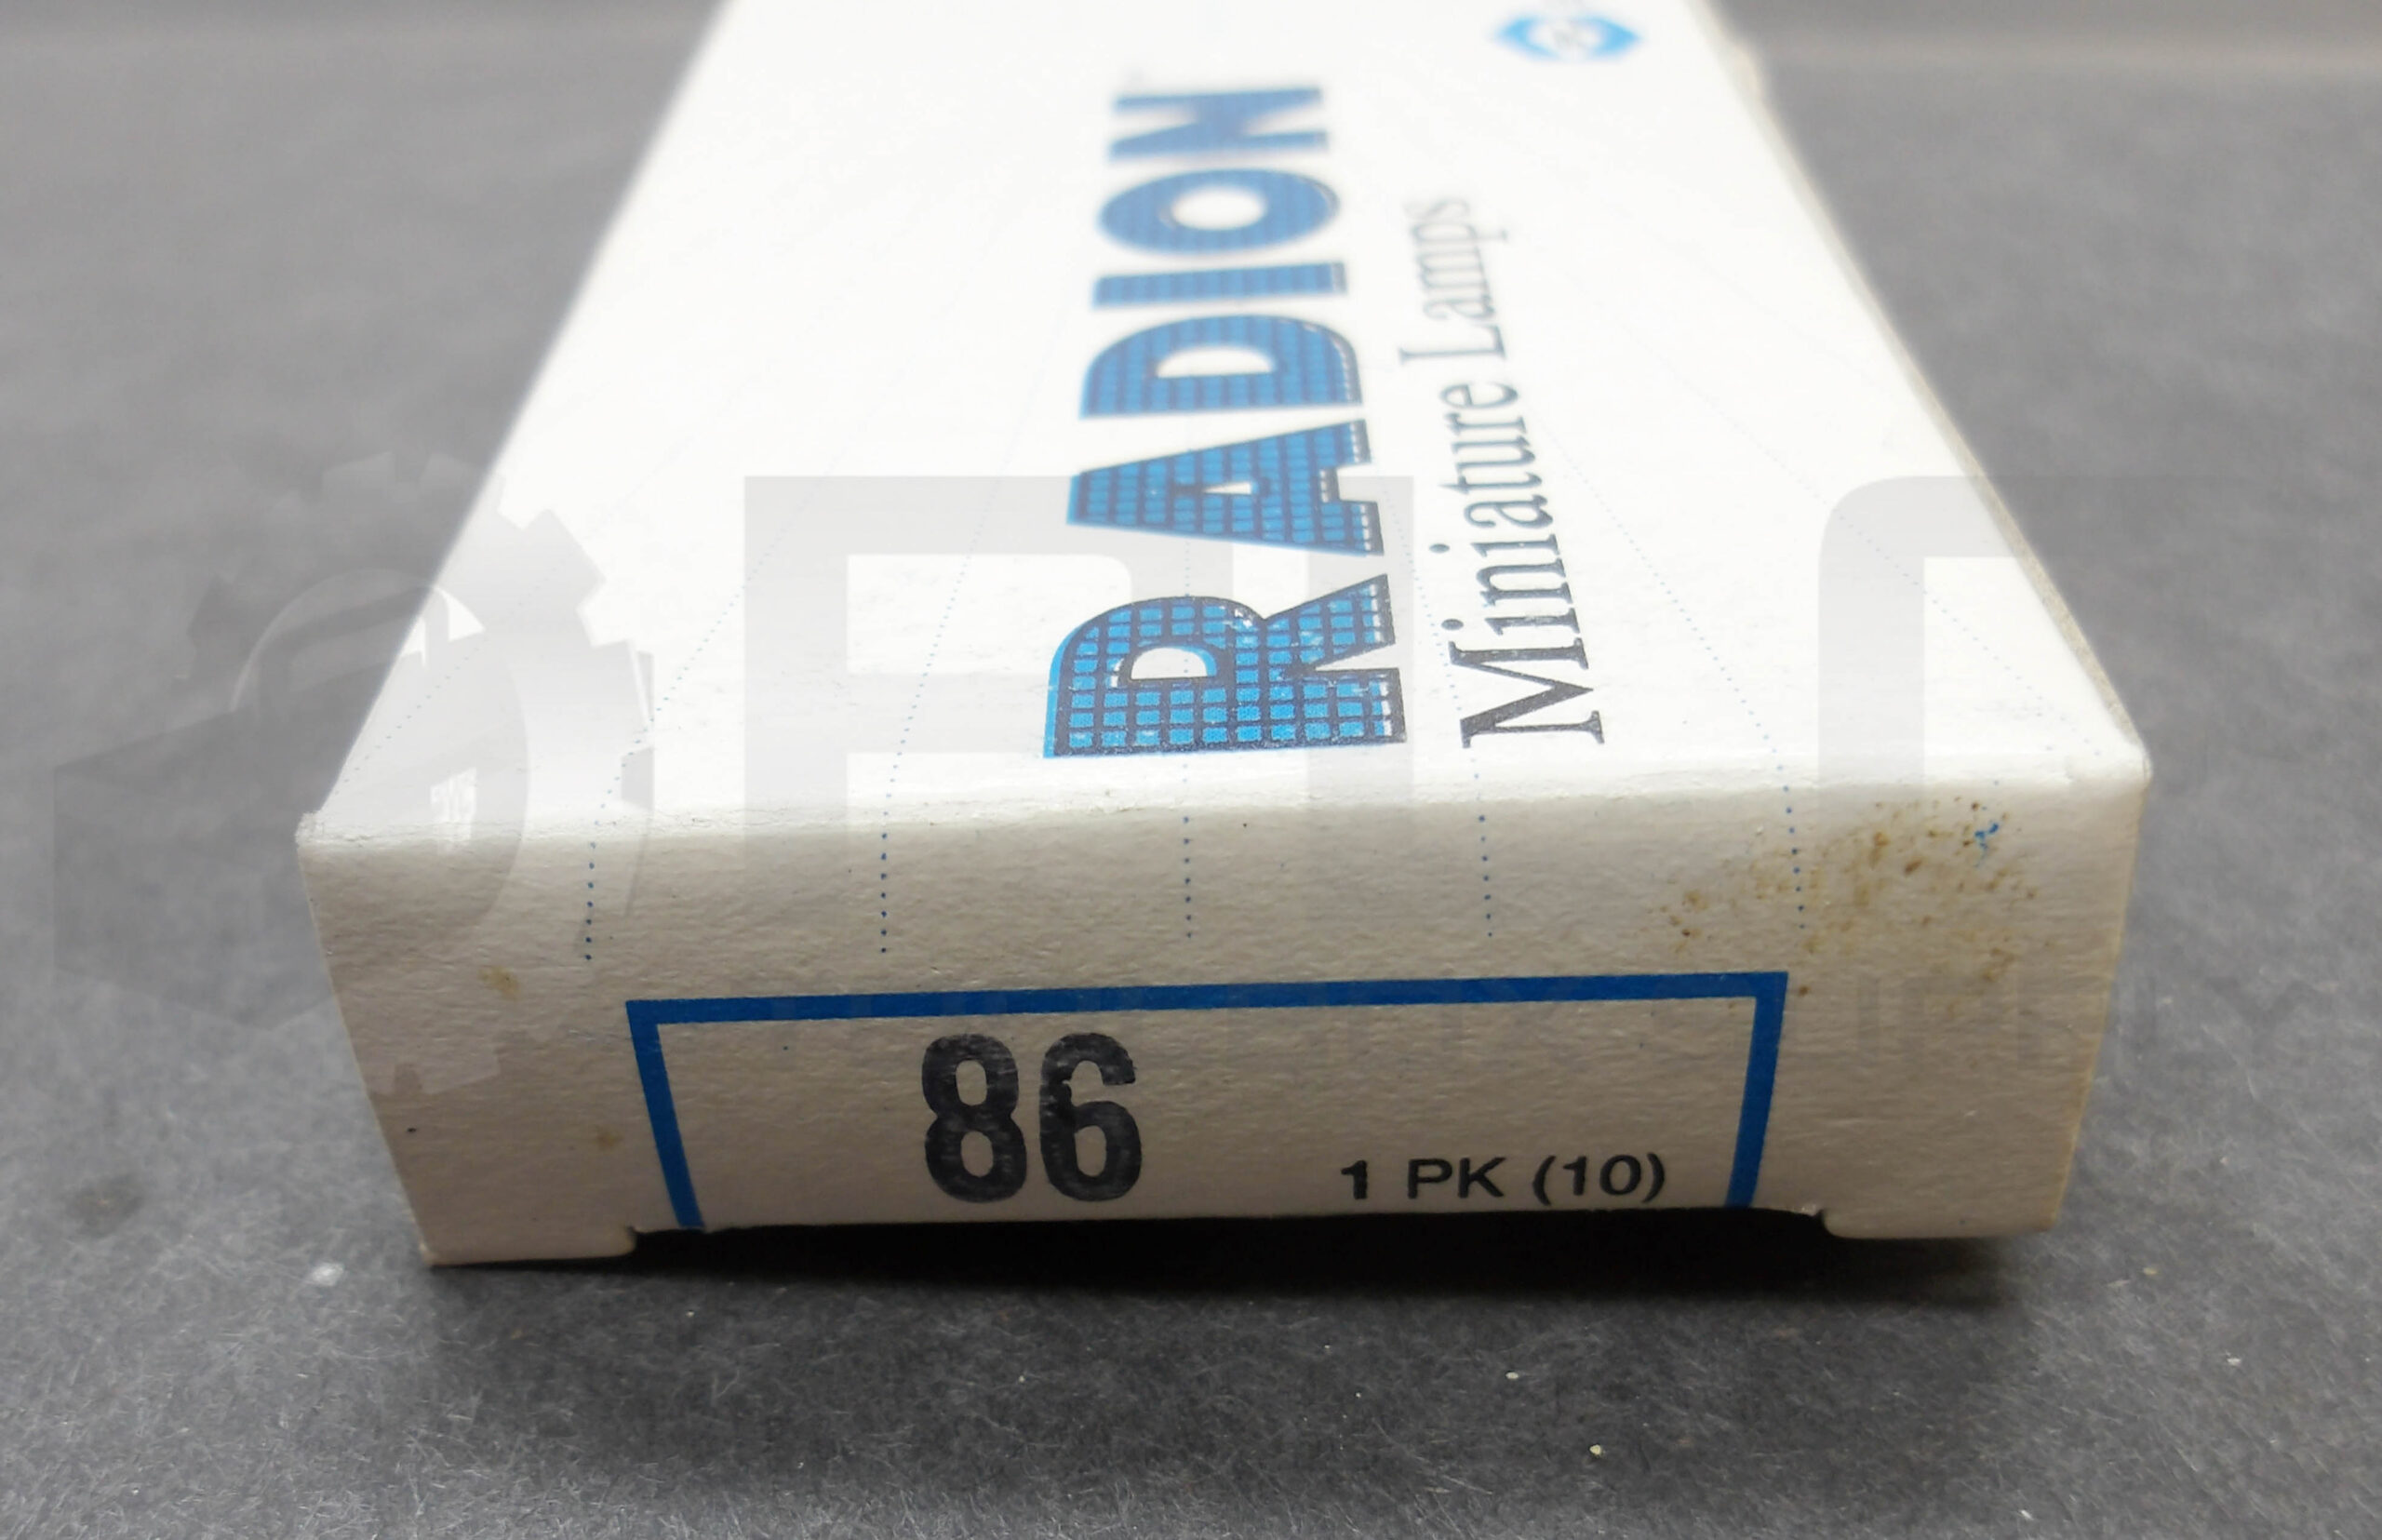 RADION
Miniature Lamps
86
1 PK (10)